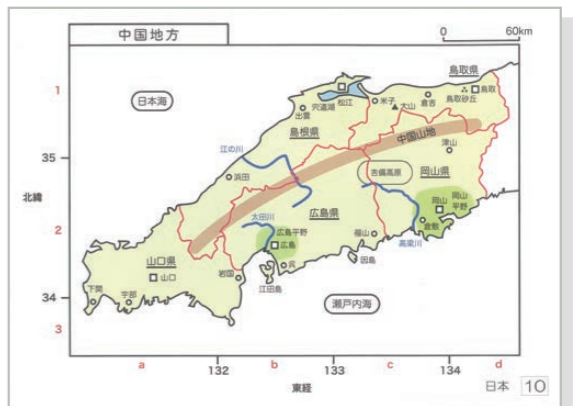 中国地方
0 60km
日本海
鳥取県
鳥取
鳥取砂丘
倉吉
大山
米子
松江
宍道湖
出雲
島根県
中国山地
津山
江の川
浜田
吉備高原
岡山県
岡山
岡山平野
倉敷
高梁川
広島県
太田川
広島平野
広島
福山
因島
呉
江田島
岩国
山口県
山口
宇部
下関
瀬戸内海
北緯
35
34
1
2
3
a
b
c
d
132
133
134
東経
日本 10